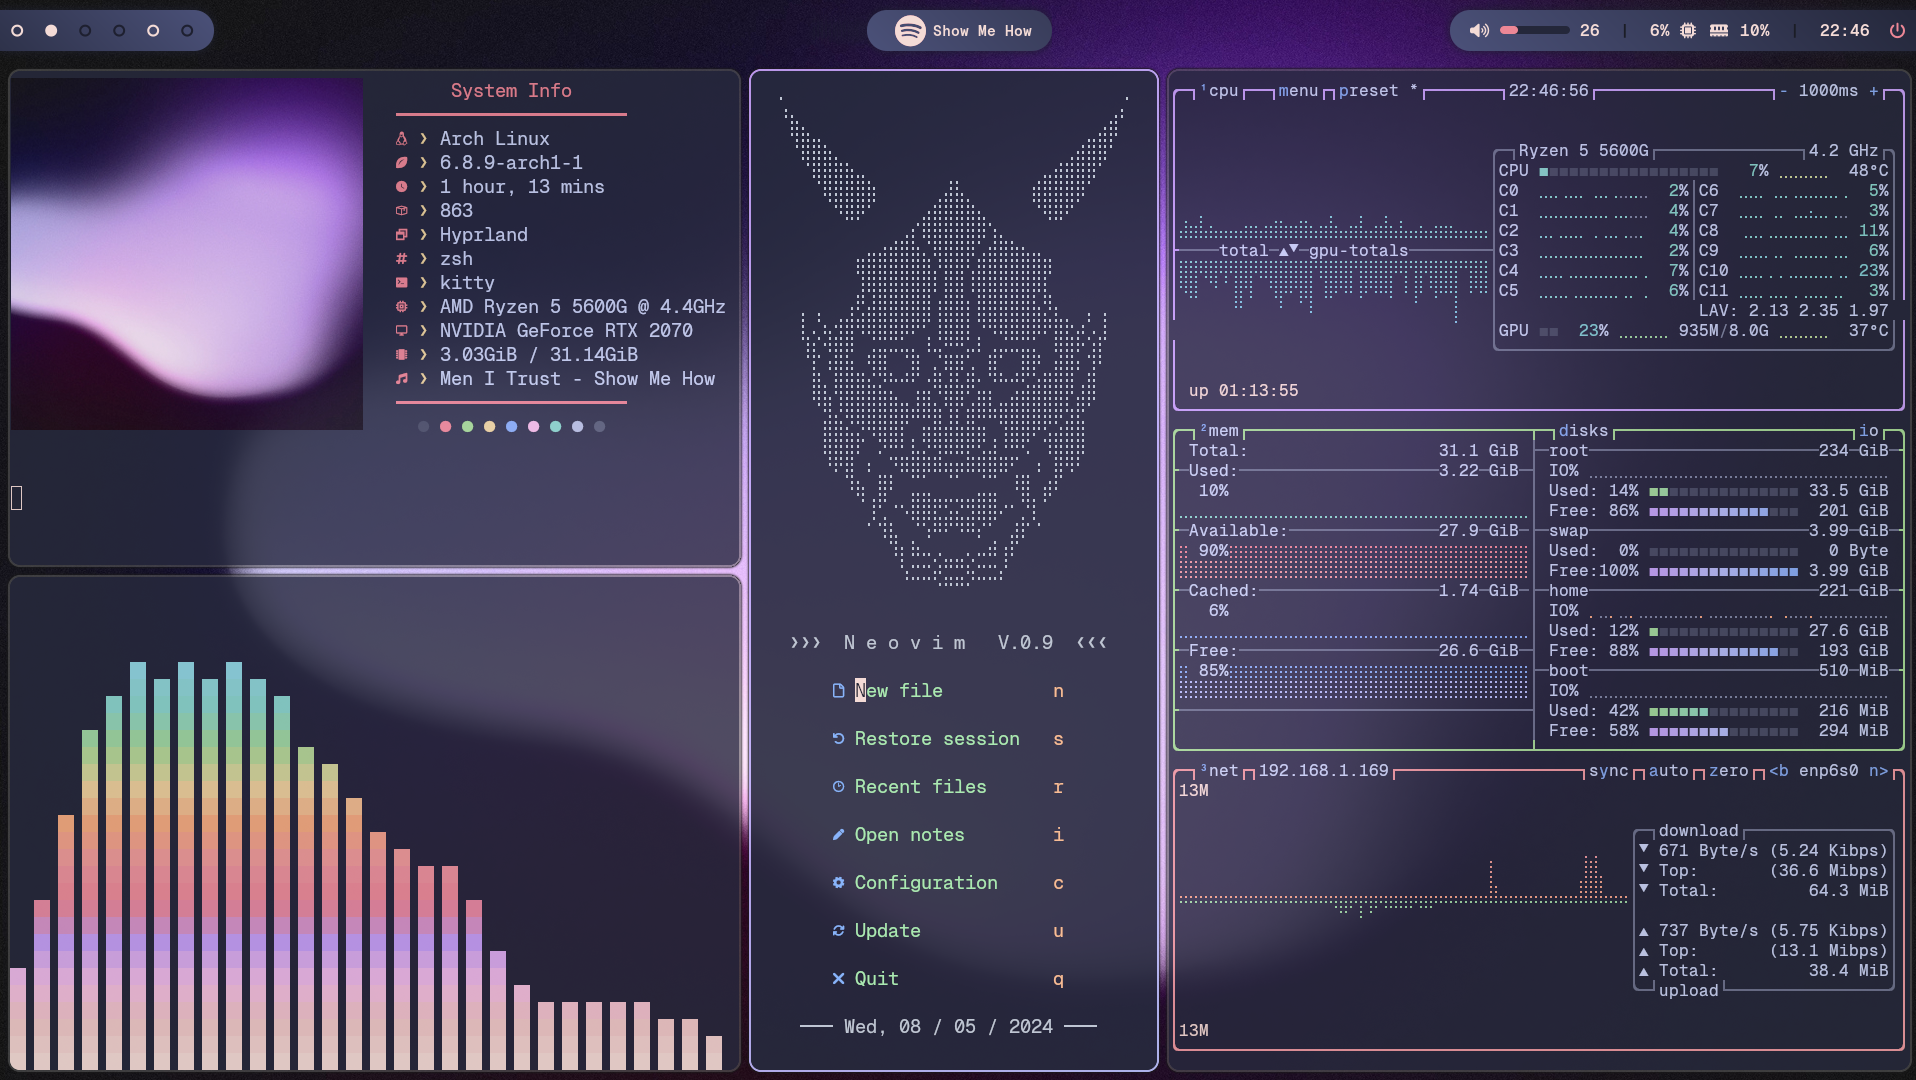 Show Me How
26 | 6% 10% | 22:46
System Info
❯ Arch Linux
❯ 6.8.9-arch1-1
❯ 1 hour, 13 mins
❯ 863
❯ Hyprland
❯ zsh
❯ kitty
❯ AMD Ryzen 5 5600G @ 4.4GHz
❯ NVIDIA GeForce RTX 2070
❯ 3.03GiB / 31.14GiB
❯ Men I Trust - Show Me How
❯❯❯ Neovim V.0.9 ❮❮❮
New file n
Restore session s
Recent files r
Open notes i
Configuration c
Update u
Quit q
Wed, 08 / 05 / 2024
¹cpu menu preset * 22:46:56 - 1000ms +
Ryzen 5 5600G 4.2 GHz
CPU 7% 48°C
C0 2% C6 5%
C1 4% C7 3%
C2 4% C8 11%
total ▲▼ gpu-totals
C3 2% C9 6%
C4 7% C10 23%
C5 6% C11 3%
LAV: 2.13 2.35 1.97
GPU 23% 935M/8.0G 37°C
up 01:13:55
²mem disks io
Total: 31.1 GiB
Used: 3.22 GiB
10%
Available: 27.9 GiB
90%
Cached: 1.74 GiB
6%
Free: 26.6 GiB
85%
root 234 GiB
IO%
Used: 14% 33.5 GiB
Free: 86% 201 GiB
swap 3.99 GiB
Used: 0% 0 Byte
Free:100% 3.99 GiB
home 221 GiB
IO%
Used: 12% 27.6 GiB
Free: 88% 193 GiB
boot 510 MiB
IO%
Used: 42% 216 MiB
Free: 58% 294 MiB
³net 192.168.1.169 sync auto zero <b enp6s0 n>
13M
download
▼ 671 Byte/s (5.24 Kibps)
▼ Top: (36.6 Mibps)
▼ Total: 64.3 MiB
▲ 737 Byte/s (5.75 Kibps)
▲ Top: (13.1 Mibps)
▲ Total: 38.4 MiB
upload
13M